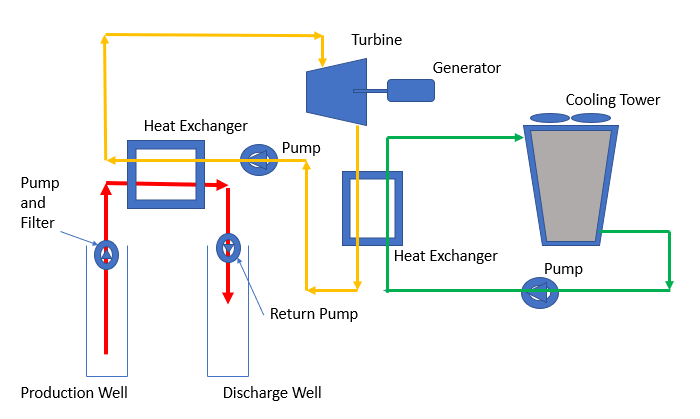 Turbine
Generator
Cooling Tower
Heat Exchanger
Pump
Pump
and
Filter
Heat Exchanger
Pump
Return Pump
Production Well
Discharge Well